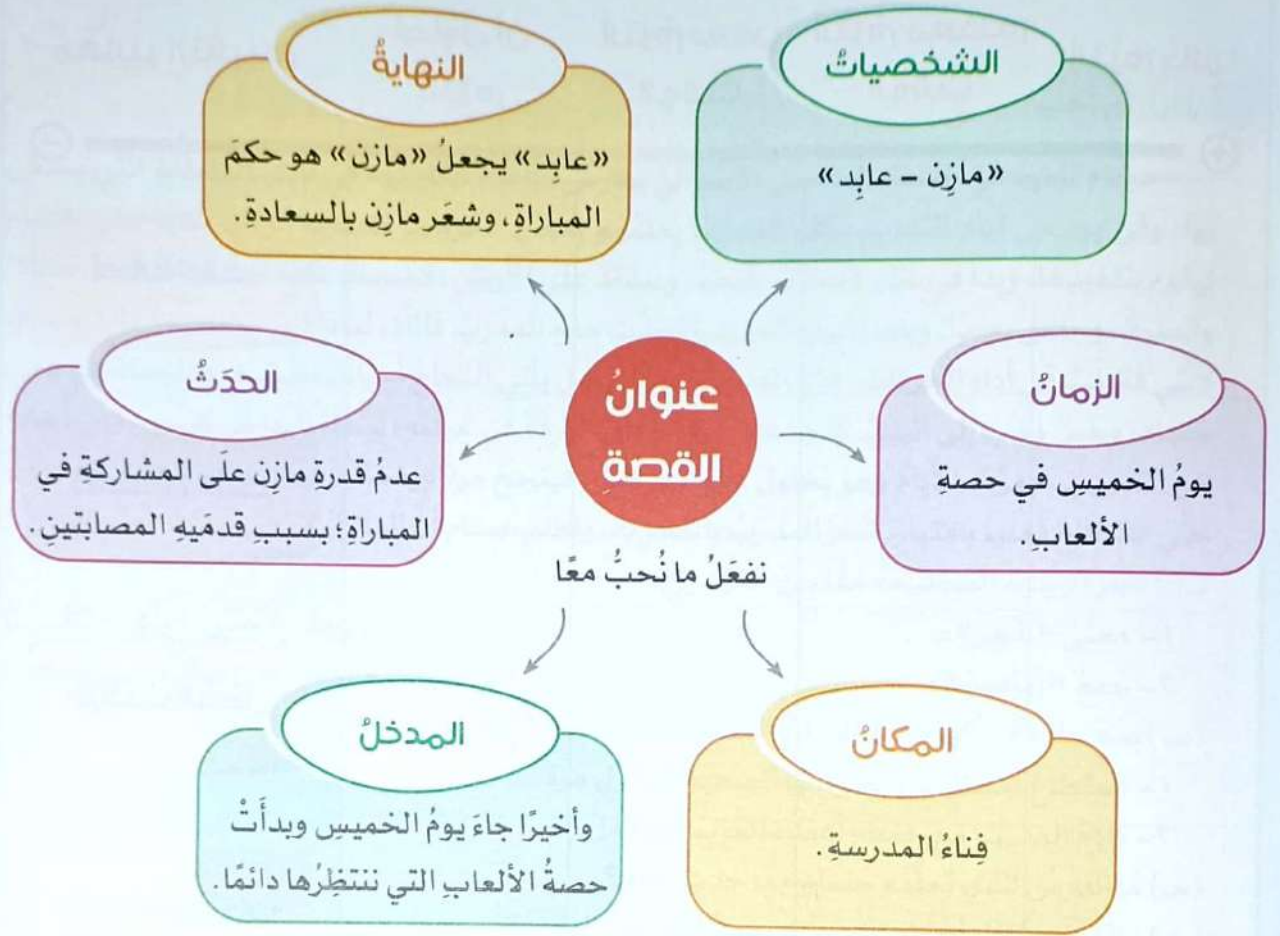 الشخصياتُ
«مازِن – عابِد»
النهايةُ
«عابِد» يجعلُ «مازن» هو حكمَ
المباراةِ، وشعَر مازِن بالسعادةِ.
عنوانُ
القصةِ
نفعَلُ ما نُحبُّ معًا
الزمانُ
يومُ الخميسِ في حصةِ
الألعابِ.
الحدَثُ
عدمُ قدرةِ مازِن علَى المشاركةِ في
المباراةِ؛ بسببِ قدمَيهِ المصابتينِ.
المكانُ
فِناءُ المدرسةِ.
المدخلُ
وأخيرًا جاءَ يومُ الخميسِ وبدأَتْ
حصةُ الألعابِ التي ننتظِرُها دائمًا.